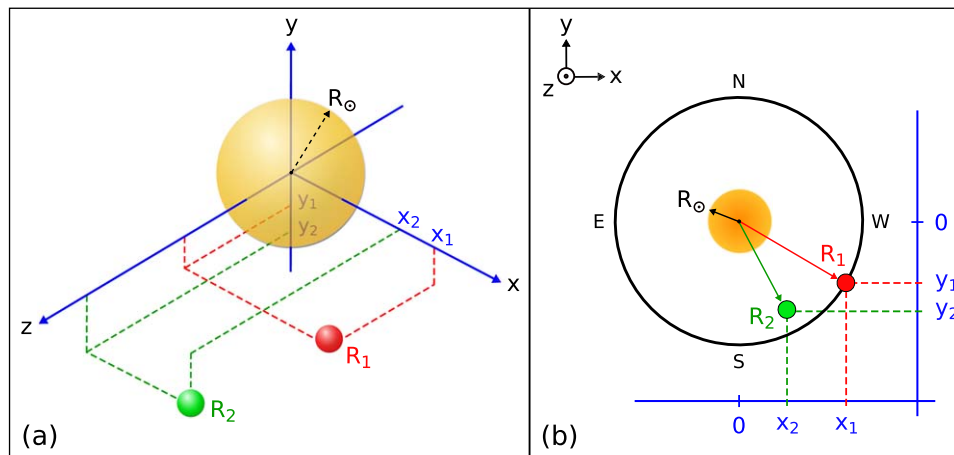 y
R☉
y₁
y₂
x₂
x₁
x
z
R₁
R₂
(a)
y
x
z
N
R☉
E
W
0
R₁
y₁
R₂
y₂
S
0
x₂
x₁
(b)